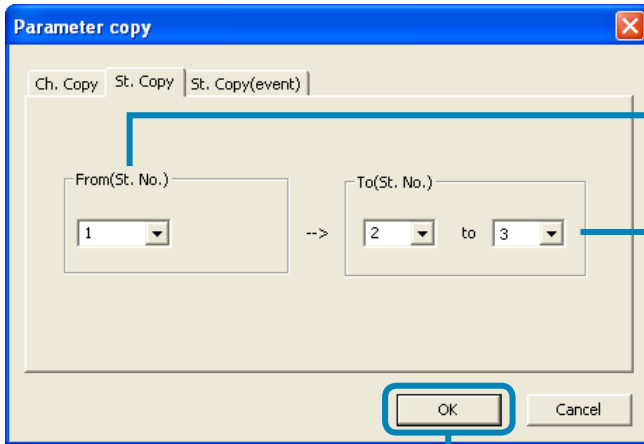 Parameter copy
Ch. Copy St. Copy St. Copy(event)
From(St. No.) To(St. No.)
1 --> 2 to 3
OK Cancel